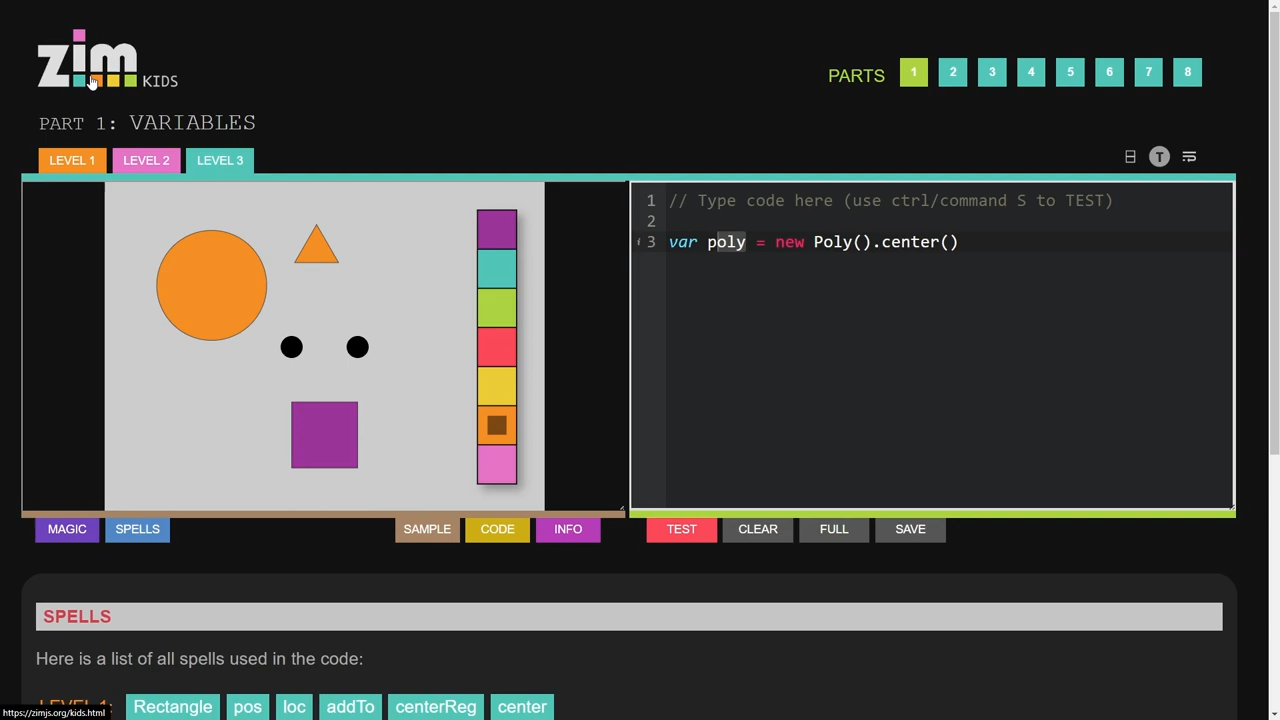 zim KIDS
PARTS 1 2 3 4 5 6 7 8
PART 1: VARIABLES
LEVEL 1 LEVEL 2 LEVEL 3
T
1 // Type code here (use ctrl/command S to TEST)
2
i 3 var poly = new Poly().center()
MAGIC SPELLS SAMPLE CODE INFO TEST CLEAR FULL SAVE
SPELLS
Here is a list of all spells used in the code:
LEVEL 1: Rectangle pos loc addTo centerReg center
https://zimjs.org/kids.html